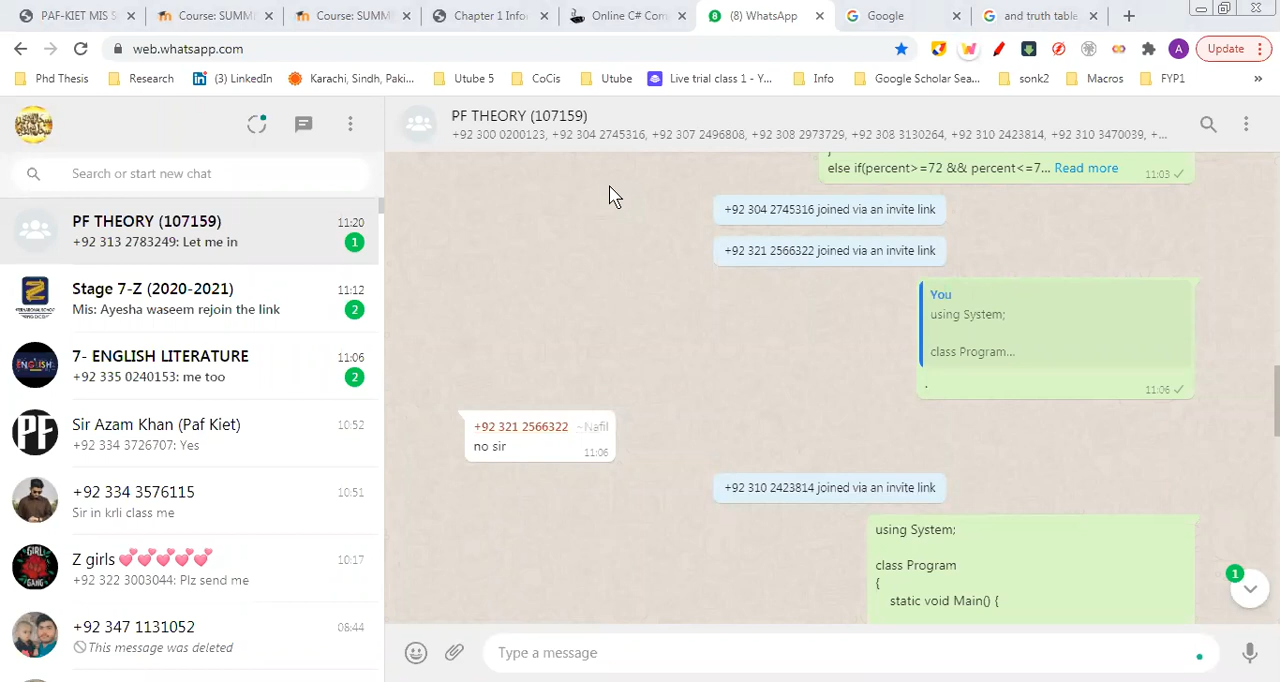 PAF-KIET MIS S
Course: SUMM
Course: SUMM
Chapter 1 Info
Online C# Com
(8) WhatsApp
Google
and truth table
web.whatsapp.com
A
Update
Phd Thesis
Research
(3) LinkedIn
Karachi, Sindh, Paki...
Utube 5
CoCis
Utube
Live trial class 1 - Y...
Info
Google Scholar Sea...
sonk2
Macros
FYP1
»
Search or start new chat
PF THEORY (107159)
11:20
+92 313 2783249: Let me in
1
Stage 7-Z (2020-2021)
11:12
Mis: Ayesha waseem rejoin the link
2
7- ENGLISH LITERATURE
11:06
+92 335 0240153: me too
2
Sir Azam Khan (Paf Kiet)
10:52
+92 334 3726707: Yes
+92 334 3576115
10:51
Sir in krli class me
Z girls 💞💞💞💞💞
10:17
+92 322 3003044: Plz send me
+92 347 1131052
08:44
This message was deleted
PF THEORY (107159)
+92 300 0200123, +92 304 2745316, +92 307 2496808, +92 308 2973729, +92 308 3130264, +92 310 2423814, +92 310 3470039, +...
}
else if(percent>=72 && percent<=7... Read more
11:03
+92 304 2745316 joined via an invite link
+92 321 2566322 joined via an invite link
You
using System;
class Program...
.
11:06
+92 321 2566322 ~Nafil
no sir
11:06
+92 310 2423814 joined via an invite link
using System;
class Program
{
static void Main() {
1
Type a message